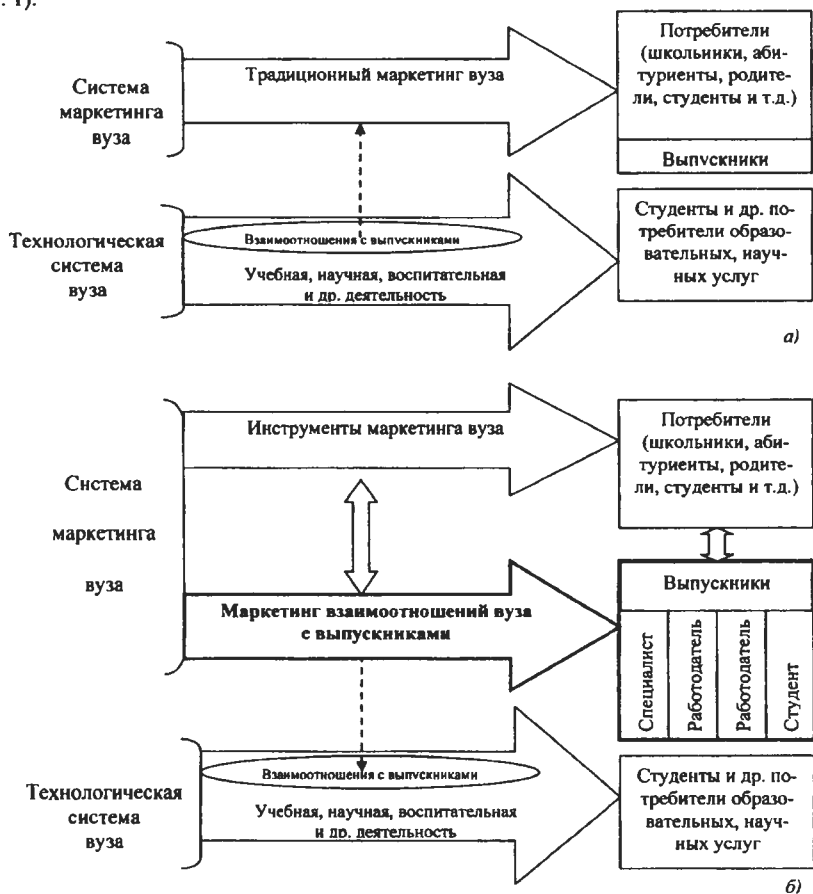 . 1).
Система
маркетинга
вуза
Традиционный маркетинг вуза
Потребители
(школьники, аби-
туриенты, родите-
ли, студенты и т.д.)
Выпускники
Технологическая
система
вуза
Взаимоотношения с выпускниками
Учебная, научная, воспитательная
и др. деятельность
Студенты и др. по-
требители образо-
вательных, науч-
ных услуг
а)
Система
маркетинга
вуза
Инструменты маркетинга вуза
Потребители
(школьники, аби-
туриенты, родите-
ли, студенты и т.д.)
Маркетинг взаимоотношений вуза
с выпускниками
Выпускники
Специалист
Работодатель
Работодатель
Студент
Технологическая
система
вуза
Взаимоотношения с выпускниками
Учебная, научная, воспитательная
и др. деятельность
Студенты и др. по-
требители образо-
вательных, науч-
ных услуг
б)